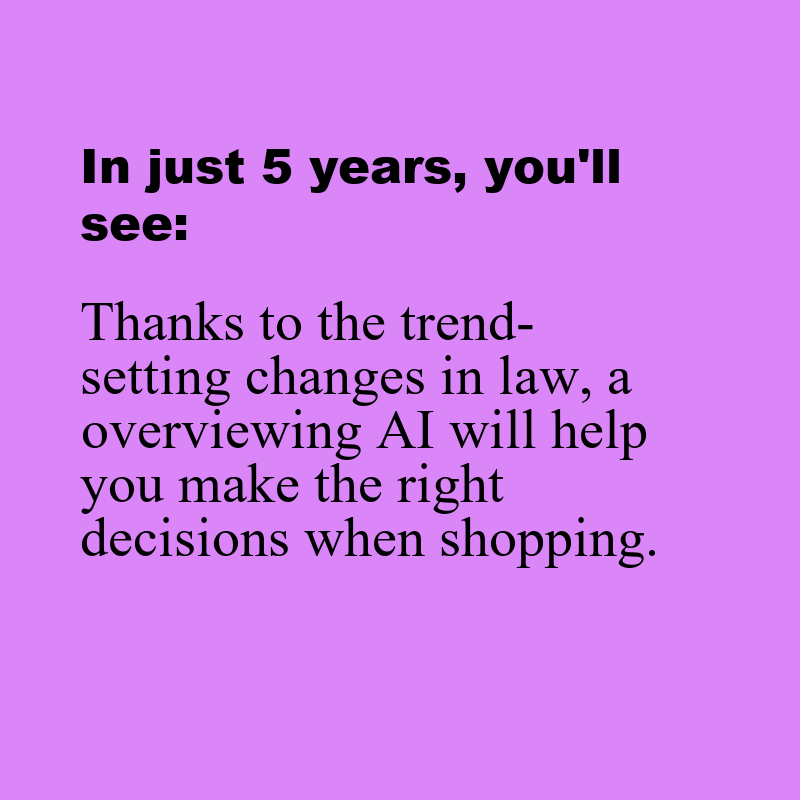 In just 5 years, you'll
see:
Thanks to the trend-
setting changes in law, a
overviewing AI will help
you make the right
decisions when shopping.